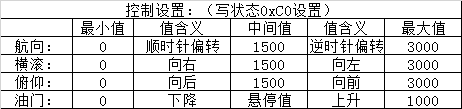 控制设置：（写状态0xC0设置）
最小值 值含义 中间值 值含义 最大值
航向： 0 顺时针偏转 1500 逆时针偏转 3000
横滚： 0 向右 1500 向左 3000
俯仰： 0 向后 1500 向前 3000
油门： 0 下降 悬停值 上升 1000